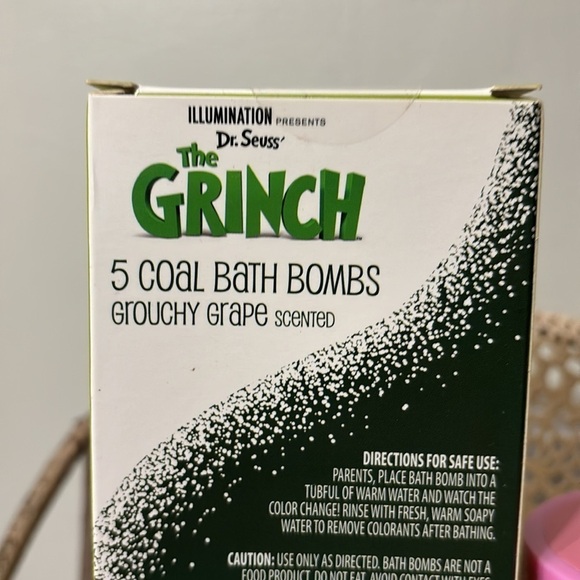 ILLUMINATION PRESENTS
Dr. Seuss'
The
GRINCH
5 COAL BATH BOMBS
GROUCHY GRAPE SCENTED
DIRECTIONS FOR SAFE USE:
PARENTS, PLACE BATH BOMB INTO A
TUBFUL OF WARM WATER AND WATCH THE
COLOR CHANGE! RINSE WITH FRESH, WARM SOAPY
WATER TO REMOVE COLORANTS AFTER BATHING.
CAUTION: USE ONLY AS DIRECTED. BATH BOMBS ARE NOT A
FOOD PRODUCT. DO NOT EAT. AVOID CONTACT WITH EYES